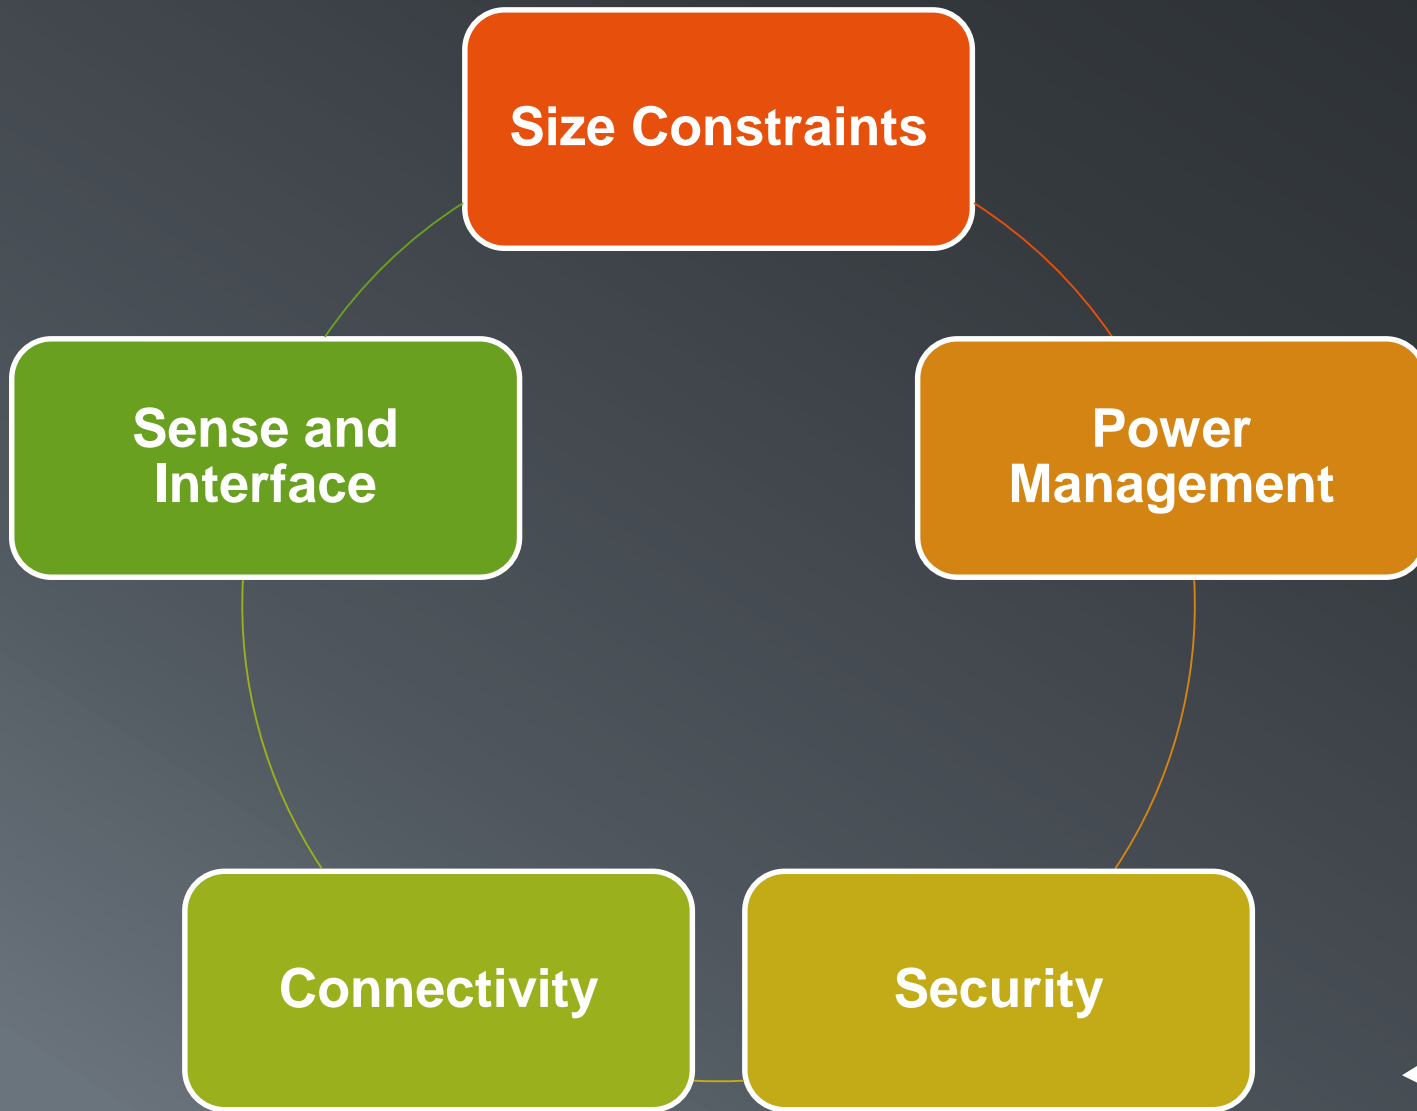 Size Constraints
Sense and
Interface
Power
Management
Connectivity
Security